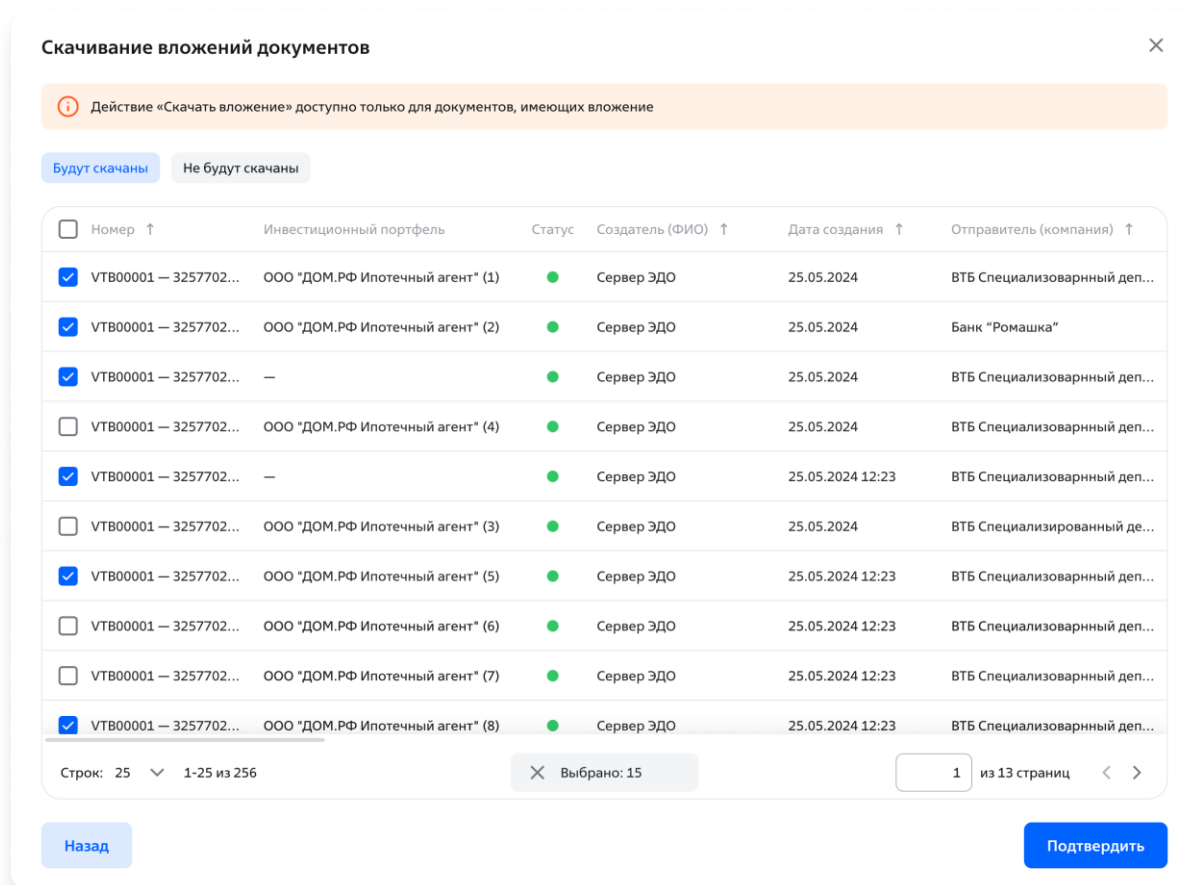 Скачивание вложений документов
Действие «Скачать вложение» доступно только для документов, имеющих вложение
Будут скачаны Не будут скачаны
Номер ↑ Инвестиционный портфель Статус Создатель (ФИО) ↑ Дата создания ↑ Отправитель (компания) ↑
VTB00001 — 3257702... ООО "ДОМ.РФ Ипотечный агент" (1) Сервер ЭДО 25.05.2024 ВТБ Специализоварнный деп...
VTB00001 — 3257702... ООО "ДОМ.РФ Ипотечный агент" (2) Сервер ЭДО 25.05.2024 Банк “Ромашка”
VTB00001 — 3257702... — Сервер ЭДО 25.05.2024 ВТБ Специализоварнный деп...
VTB00001 — 3257702... ООО "ДОМ.РФ Ипотечный агент" (4) Сервер ЭДО 25.05.2024 ВТБ Специализоварнный деп...
VTB00001 — 3257702... — Сервер ЭДО 25.05.2024 12:23 ВТБ Специализоварнный деп...
VTB00001 — 3257702... ООО "ДОМ.РФ Ипотечный агент" (3) Сервер ЭДО 25.05.2024 ВТБ Специализированный де...
VTB00001 — 3257702... ООО "ДОМ.РФ Ипотечный агент" (5) Сервер ЭДО 25.05.2024 12:23 ВТБ Специализоварнный деп...
VTB00001 — 3257702... ООО "ДОМ.РФ Ипотечный агент" (6) Сервер ЭДО 25.05.2024 12:23 ВТБ Специализоварнный деп...
VTB00001 — 3257702... ООО "ДОМ.РФ Ипотечный агент" (7) Сервер ЭДО 25.05.2024 12:23 ВТБ Специализоварнный деп...
VTB00001 — 3257702... ООО "ДОМ.РФ Ипотечный агент" (8) Сервер ЭДО 25.05.2024 12:23 ВТБ Специализоварнный деп...
Строк: 25 1-25 из 256 Выбрано: 15 1 из 13 страниц
Назад Подтвердить